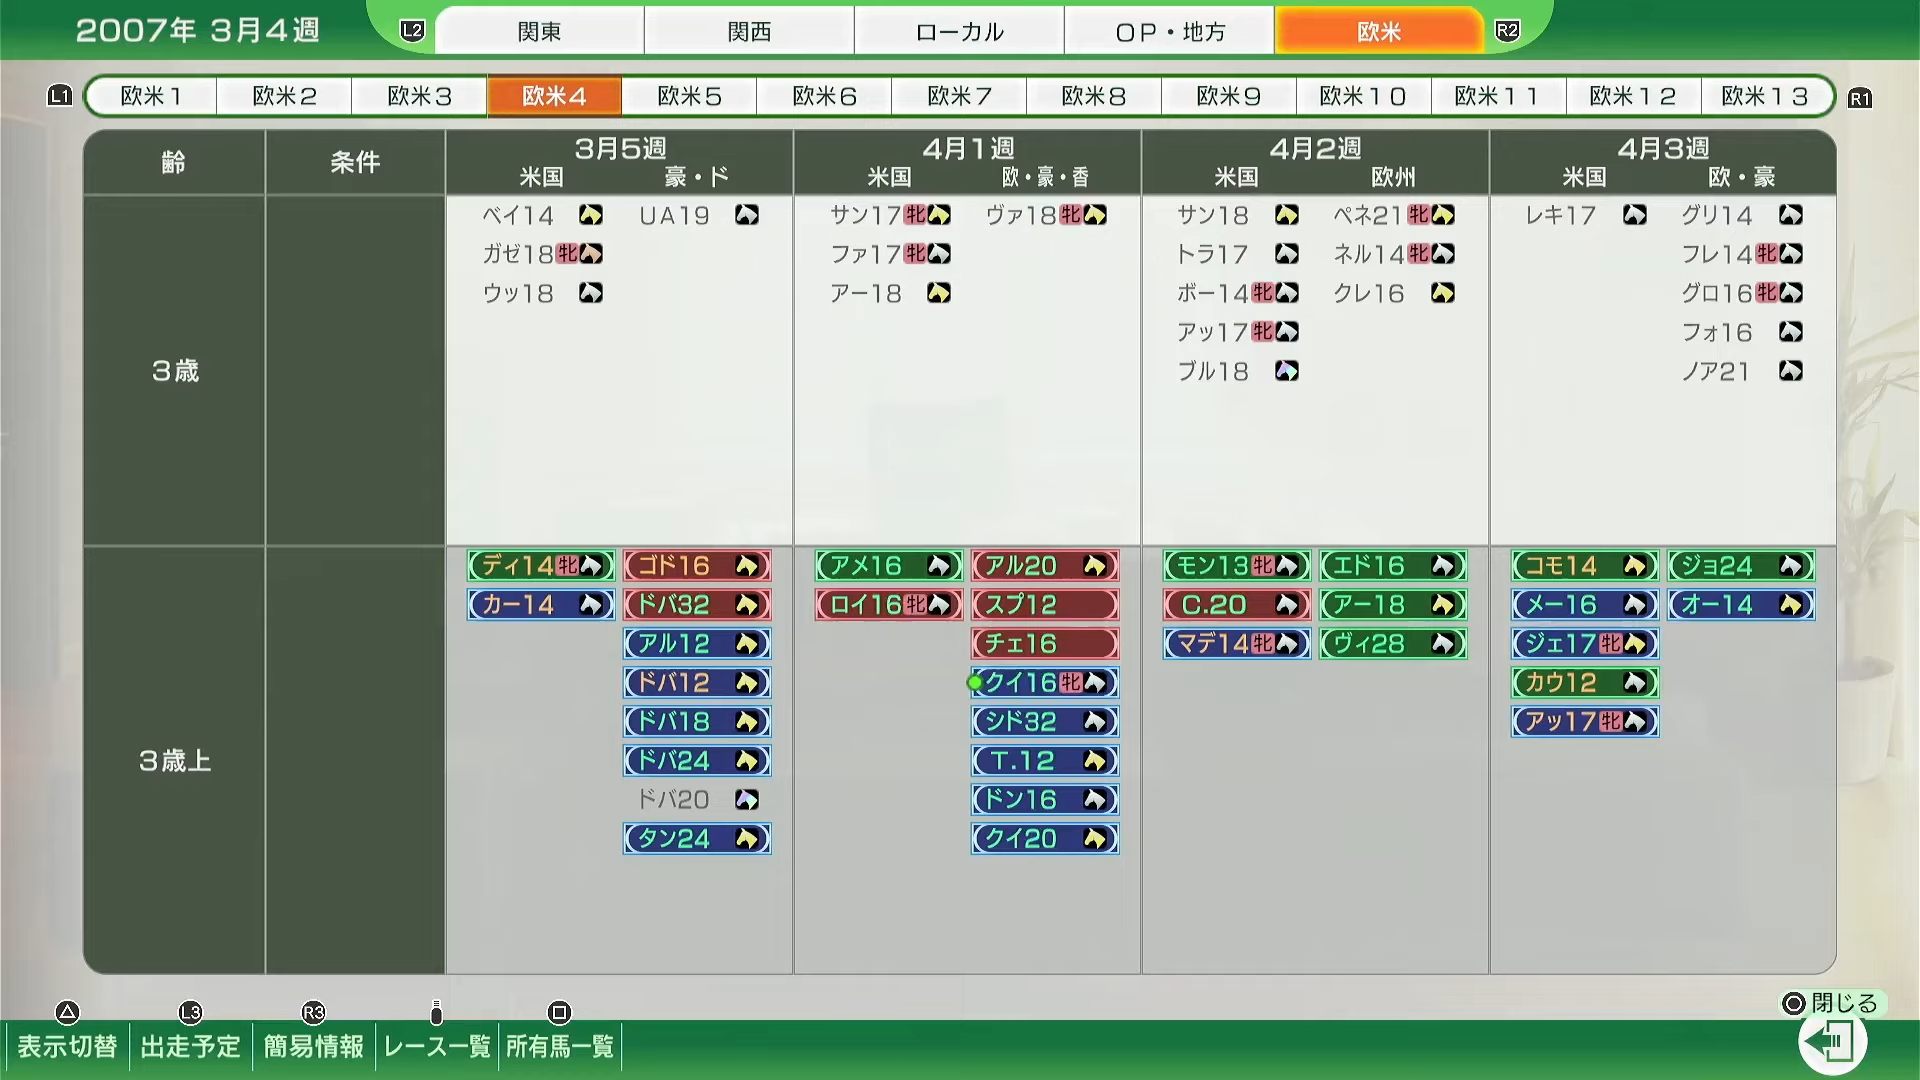 2007年 3月4週
L2 関東 関西 ローカル OP・地方 欧米 R2
L1 欧米1 欧米2 欧米3 欧米4 欧米5 欧米6 欧米7 欧米8 欧米9 欧米10 欧米11 欧米12 欧米13 R1
齢 条件 3月5週 4月1週 4月2週 4月3週
米国 豪・ド 米国 欧・豪・香 米国 欧州 米国 欧・豪
3歳
ベイ14 UA19 サン17牝 ヴァ18牝 サン18 ペネ21牝 レキ17 グリ14
ガゼ18牝 ファ17牝 トラ17 ネル14牝 フレ14牝
ウッ18 アー18 ボー14牝 クレ16 グロ16牝
アッ17牝 フォ16
ブル18 ノア21
3歳上
ディ14牝 ゴド16 アメ16 アル20 モン13牝 エド16 コモ14 ジョ24
カー14 ドバ32 ロイ16牝 スプ12 C.20 アー18 メー16 オー14
アル12 チェ16 マデ14牝 ヴィ28 ジェ17牝
ドバ12 クイ16牝 カウ12
ドバ18 シド32 アッ17牝
ドバ24 T.12
ドバ20 ドン16
タン24 クイ20
閉じる
L3 R3
表示切替 出走予定 簡易情報 レース一覧 所有馬一覧